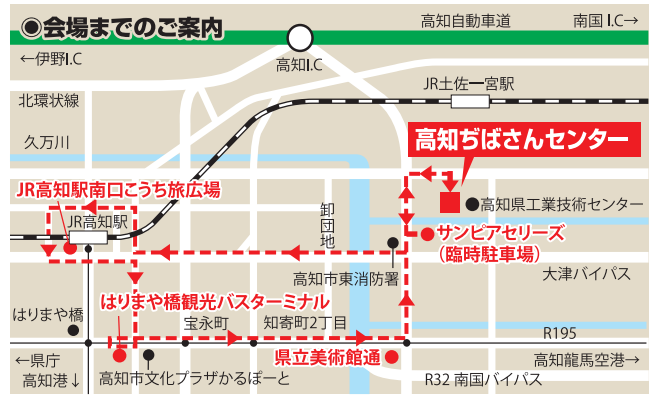 ◉会場までのご案内
高知自動車道
南国 I.C→
←伊野I.C
高知I.C
JR土佐一宮駅
北環状線
久万川
高知ぢばさんセンター
JR高知駅南口こうち旅広場
JR高知駅
卸団地
●高知県工業技術センター
●サンピアセリーズ
(臨時駐車場)
高知市東消防署
大津バイパス
はりまや橋観光バスターミナル
はりまや橋
宝永町
知寄町2丁目
R195
県立美術館通
←県庁
高知港↓
高知市文化プラザかるぽーと
高知龍馬空港→
R32 南国バイパス